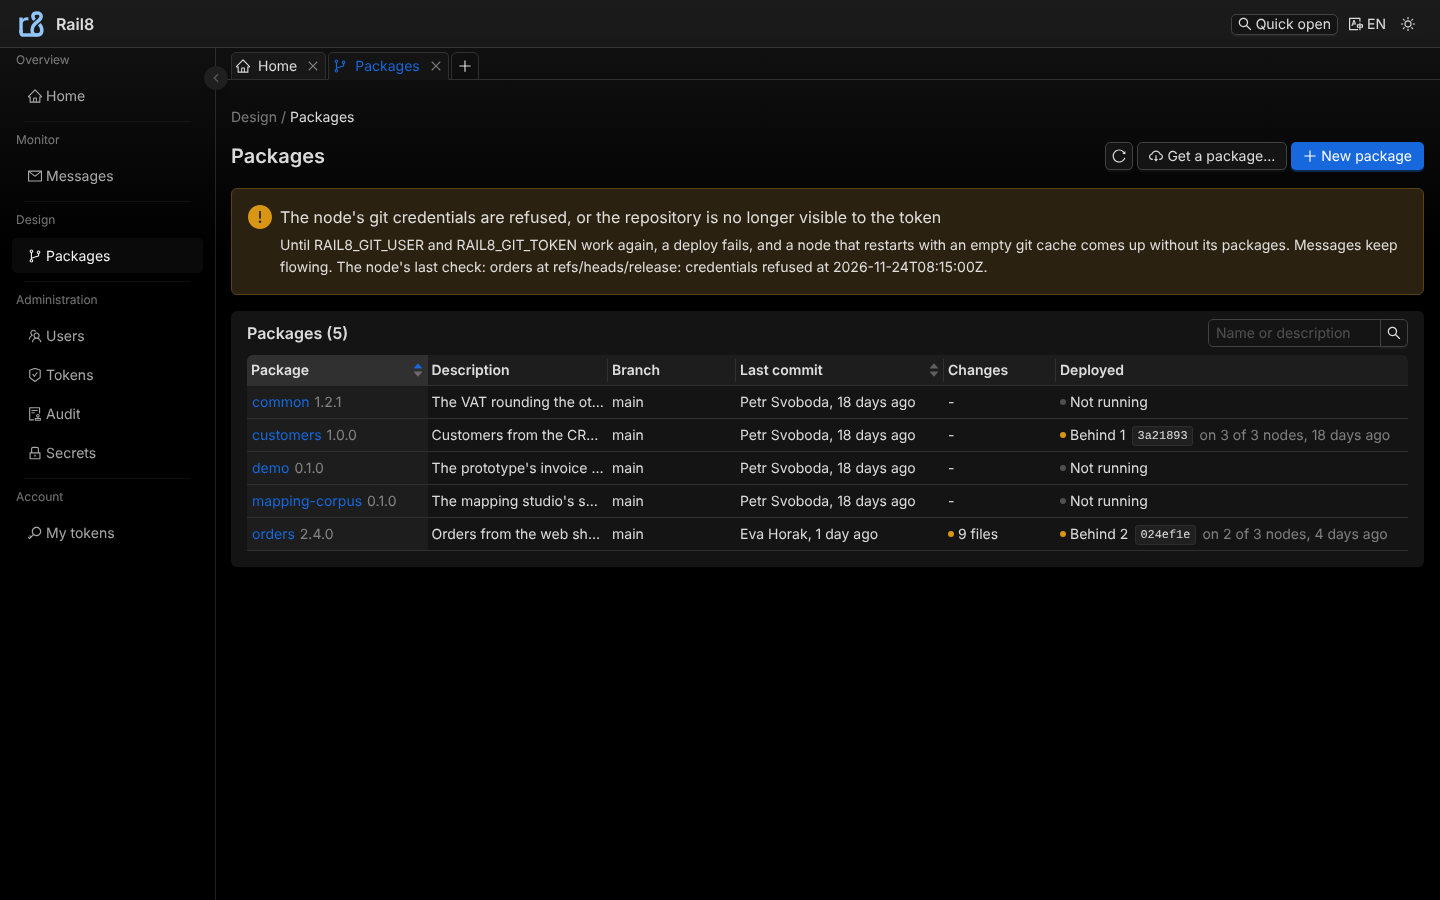 Rail8
Quick open
EN
Overview
Home
Monitor
Messages
Design
Packages
Administration
Users
Tokens
Audit
Secrets
Account
My tokens
Home
Packages
Design / Packages
Packages
Get a package...
New package
The node's git credentials are refused, or the repository is no longer visible to the token
Until RAIL8_GIT_USER and RAIL8_GIT_TOKEN work again, a deploy fails, and a node that restarts with an empty git cache comes up without its packages. Messages keep
flowing. The node's last check: orders at refs/heads/release: credentials refused at 2026-11-24T08:15:00Z.
Packages (5)
Name or description
Package Description Branch Last commit Changes Deployed
common 1.2.1 The VAT rounding the ot... main Petr Svoboda, 18 days ago - Not running
customers 1.0.0 Customers from the CR... main Petr Svoboda, 18 days ago - Behind 1 3a21893 on 3 of 3 nodes, 18 days ago
demo 0.1.0 The prototype's invoice ... main Petr Svoboda, 18 days ago - Not running
mapping-corpus 0.1.0 The mapping studio's s... main Petr Svoboda, 18 days ago - Not running
orders 2.4.0 Orders from the web sh... main Eva Horak, 1 day ago 9 files Behind 2 024ef1e on 2 of 3 nodes, 4 days ago